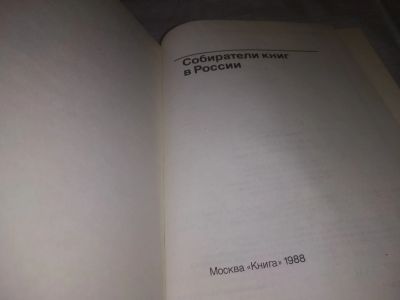 Собиратели книг
в России
Москва «Книга» 1988